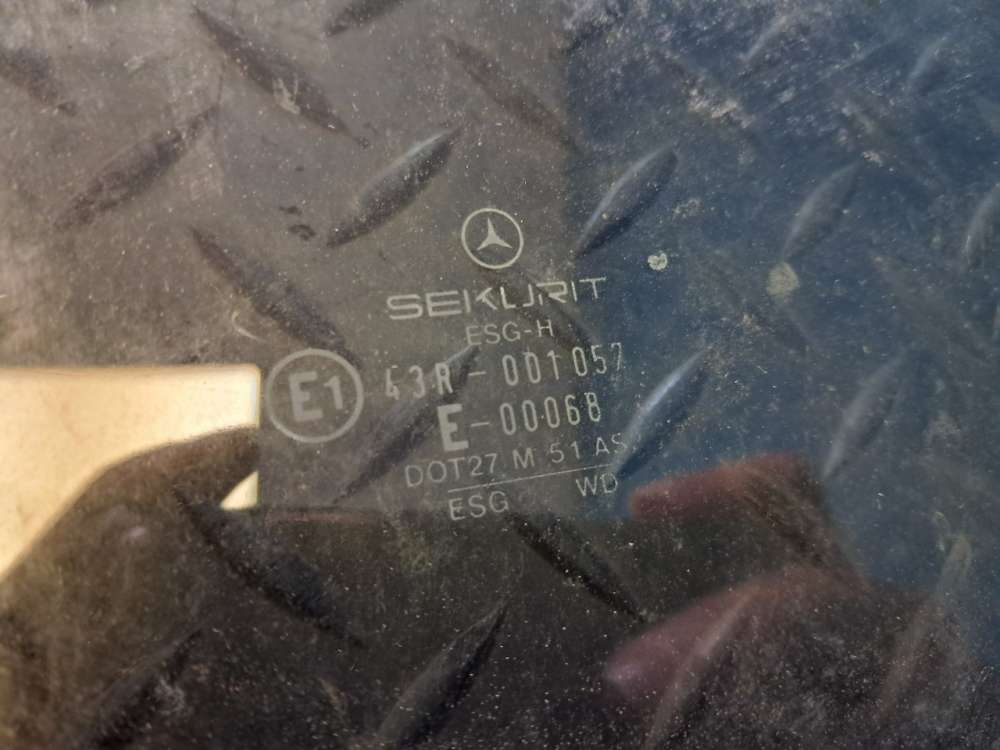 SEKURIT
ESG-H
E1 43R-001057
E-00068
DOT27 M 51 AS
ESG WD